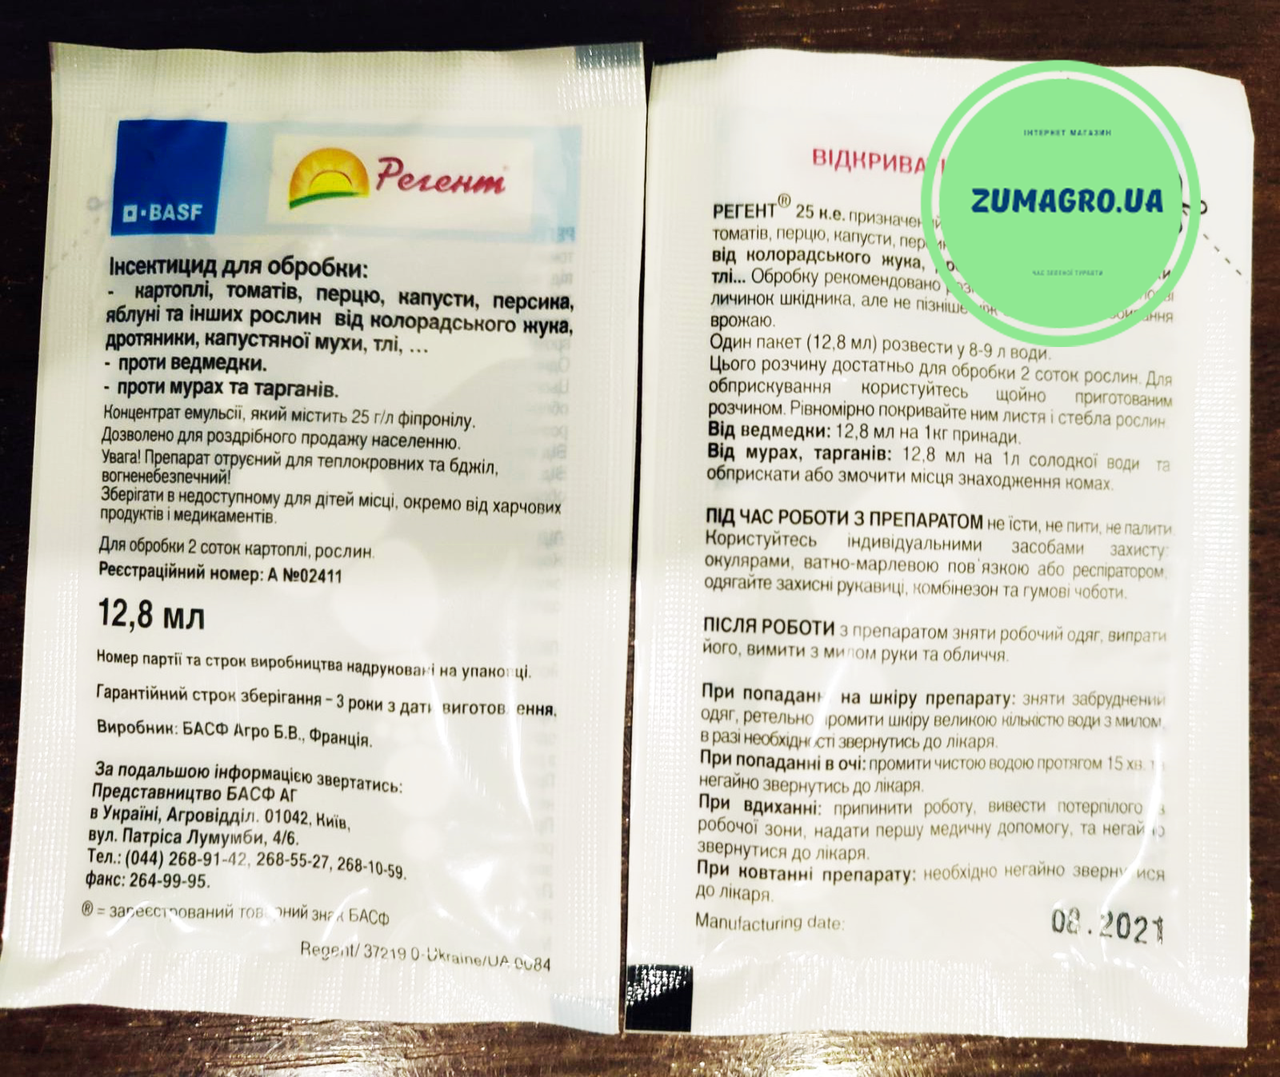 BASF
Регент
Інсектицид для обробки:
- картоплі, томатів, перцю, капусти, персика,
яблуні та інших рослин від колорадського жука,
дротяники, капустяної мухи, тлі, ...
- проти ведмедки.
- проти мурах та тарганів.
Концентрат емульсії, який містить 25 г/л фіпронілу.
Дозволено для роздрібного продажу населенню.
Увага! Препарат отруєний для теплокровних та бджіл,
вогненебезпечний!
Зберігати в недоступному для дітей місці, окремо від харчових
продуктів і медикаментів.
Для обробки 2 соток картоплі, рослин.
Реєстраційний номер: А №02411
12,8 мл
Номер партії та строк виробництва надруковані на упаковці.
Гарантійний строк зберігання – 3 роки з дати виготовлення.
Виробник: БАСФ Агро Б.В., Франція.
За подальшою інформацією звертатись:
Представництво БАСФ АГ
в Україні, Агровідділ. 01042, Київ,
вул. Патріса Лумумби, 4/6.
Тел.: (044) 268-91-42, 268-55-27, 268-10-59.
факс: 264-99-95.
® = зареєстрований товарний знак БАСФ
Regent/ 37219 0-Ukraine/UA 0084
ВІДКРИВА
РЕГЕНТ® 25 к.е. призначений
томатів, перцю, капусти,
від колорадського жука,
тлі... Обробку рекомендовано
личинок шкідника, але не пізніше
врожаю.
Один пакет (12,8 мл) розвести у 8-9 л води.
Цього розчину достатньо для обробки 2 соток рослин. Для
обприскування користуйтесь щойно приготованим
розчином. Рівномірно покривайте ним листя і стебла рослин
Від ведмедки: 12,8 мл на 1кг принади.
Від мурах, тарганів: 12,8 мл на 1л солодкої води та
обприскати або змочити місця знаходження комах.
ПІД ЧАС РОБОТИ З ПРЕПАРАТОМ не їсти, не пити, не палити
Користуйтесь індивідуальними засобами захисту:
окулярами, ватно-марлевою пов'язкою або респіратором,
одягайте захисні рукавиці, комбінезон та гумові чоботи.
ПІСЛЯ РОБОТИ з препаратом зняти робочий одяг, випрати
його, вимити з милом руки та обличчя.
При попаданні на шкіру препарату: зняти забруднений
одяг, ретельно промити шкіру великою кількістю води з милом,
в разі необхідності звернутись до лікаря.
При попаданні в очі: промити чистою водою протягом 15 хв. та
негайно звернутись до лікаря.
При вдиханні: припинити роботу, вивести потерпілого з
робочої зони, надати першу медичну допомогу, та негайно
звернутися до лікаря.
При ковтанні препарату: необхідно негайно звернутися
до лікаря.
Manufacturing date: 08.2021
ІНТЕРНЕТ МАГАЗИН
ZUMAGRO.UA
ЧАС ЗЕЛЕНОЇ ТУРБОТИ